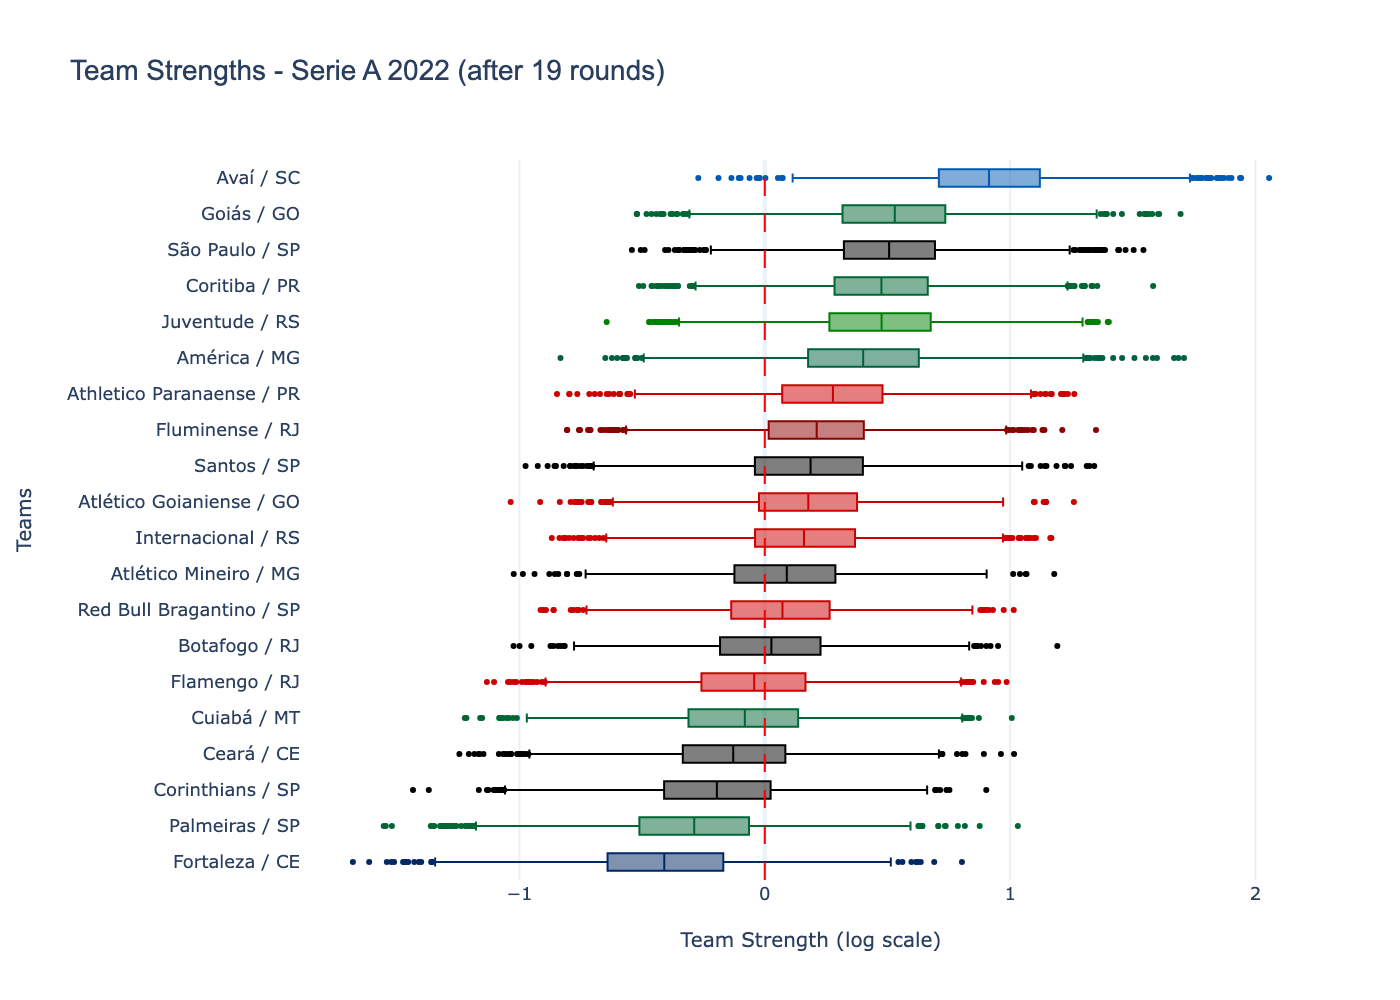 Team Strengths - Serie A 2022 (after 19 rounds)
Avaí / SC
Goiás / GO
São Paulo / SP
Coritiba / PR
Juventude / RS
América / MG
Athletico Paranaense / PR
Fluminense / RJ
Santos / SP
Atlético Goianiense / GO
Internacional / RS
Atlético Mineiro / MG
Red Bull Bragantino / SP
Botafogo / RJ
Flamengo / RJ
Cuiabá / MT
Ceará / CE
Corinthians / SP
Palmeiras / SP
Fortaleza / CE
Teams
−1 0 1 2
Team Strength (log scale)